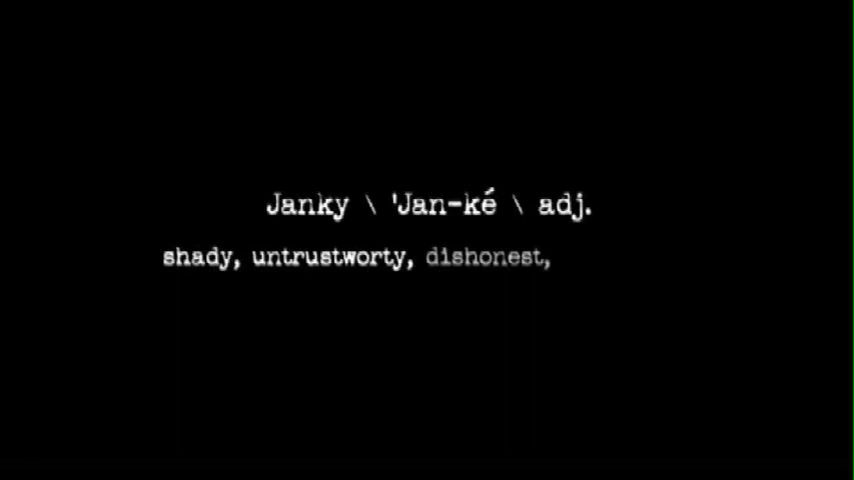 Janky \ 'Jan-ké \ adj.
shady, untrustworty, dishonest,